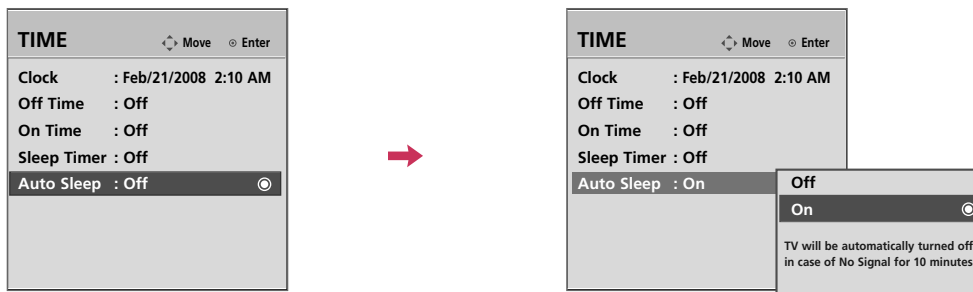 TIME Move Enter
Clock : Feb/21/2008 2:10 AM
Off Time : Off
On Time : Off
Sleep Timer : Off
Auto Sleep : Off
TIME Move Enter
Clock : Feb/21/2008 2:10 AM
Off Time : Off
On Time : Off
Sleep Timer : Off
Auto Sleep : On
Off
On
TV will be automatically turned off
in case of No Signal for 10 minutes